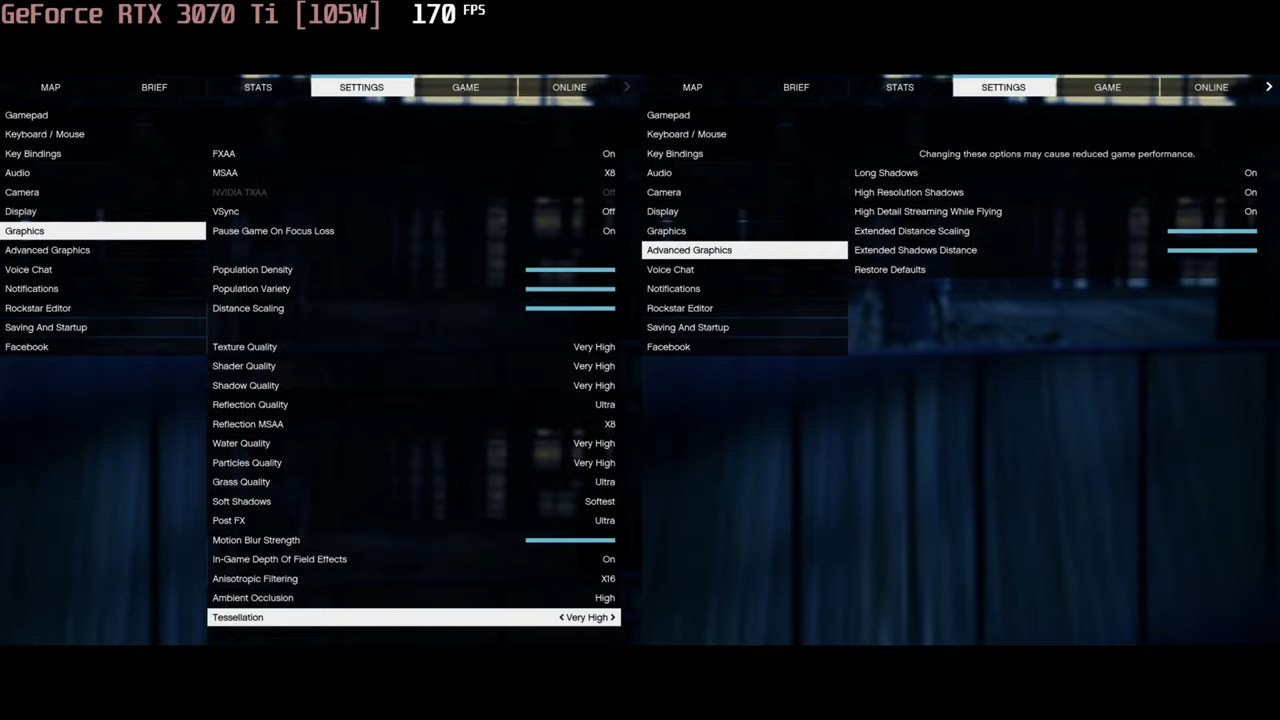 GeForce RTX 3070 Ti [105W] 170 FPS
MAP BRIEF STATS SETTINGS GAME ONLINE
Gamepad
Keyboard / Mouse
Key Bindings
Audio
Camera
Display
Graphics
Advanced Graphics
Voice Chat
Notifications
Rockstar Editor
Saving And Startup
Facebook
FXAA On
MSAA X8
NVIDIA TXAA Off
VSync Off
Pause Game On Focus Loss On
Population Density
Population Variety
Distance Scaling
Texture Quality Very High
Shader Quality Very High
Shadow Quality Very High
Reflection Quality Ultra
Reflection MSAA X8
Water Quality Very High
Particles Quality Very High
Grass Quality Ultra
Soft Shadows Softest
Post FX Ultra
Motion Blur Strength
In-Game Depth Of Field Effects On
Anisotropic Filtering X16
Ambient Occlusion High
Tessellation < Very High >
MAP BRIEF STATS SETTINGS GAME ONLINE
Gamepad
Keyboard / Mouse
Key Bindings
Audio
Camera
Display
Graphics
Advanced Graphics
Voice Chat
Notifications
Rockstar Editor
Saving And Startup
Facebook
Changing these options may cause reduced game performance.
Long Shadows On
High Resolution Shadows On
High Detail Streaming While Flying On
Extended Distance Scaling
Extended Shadows Distance
Restore Defaults